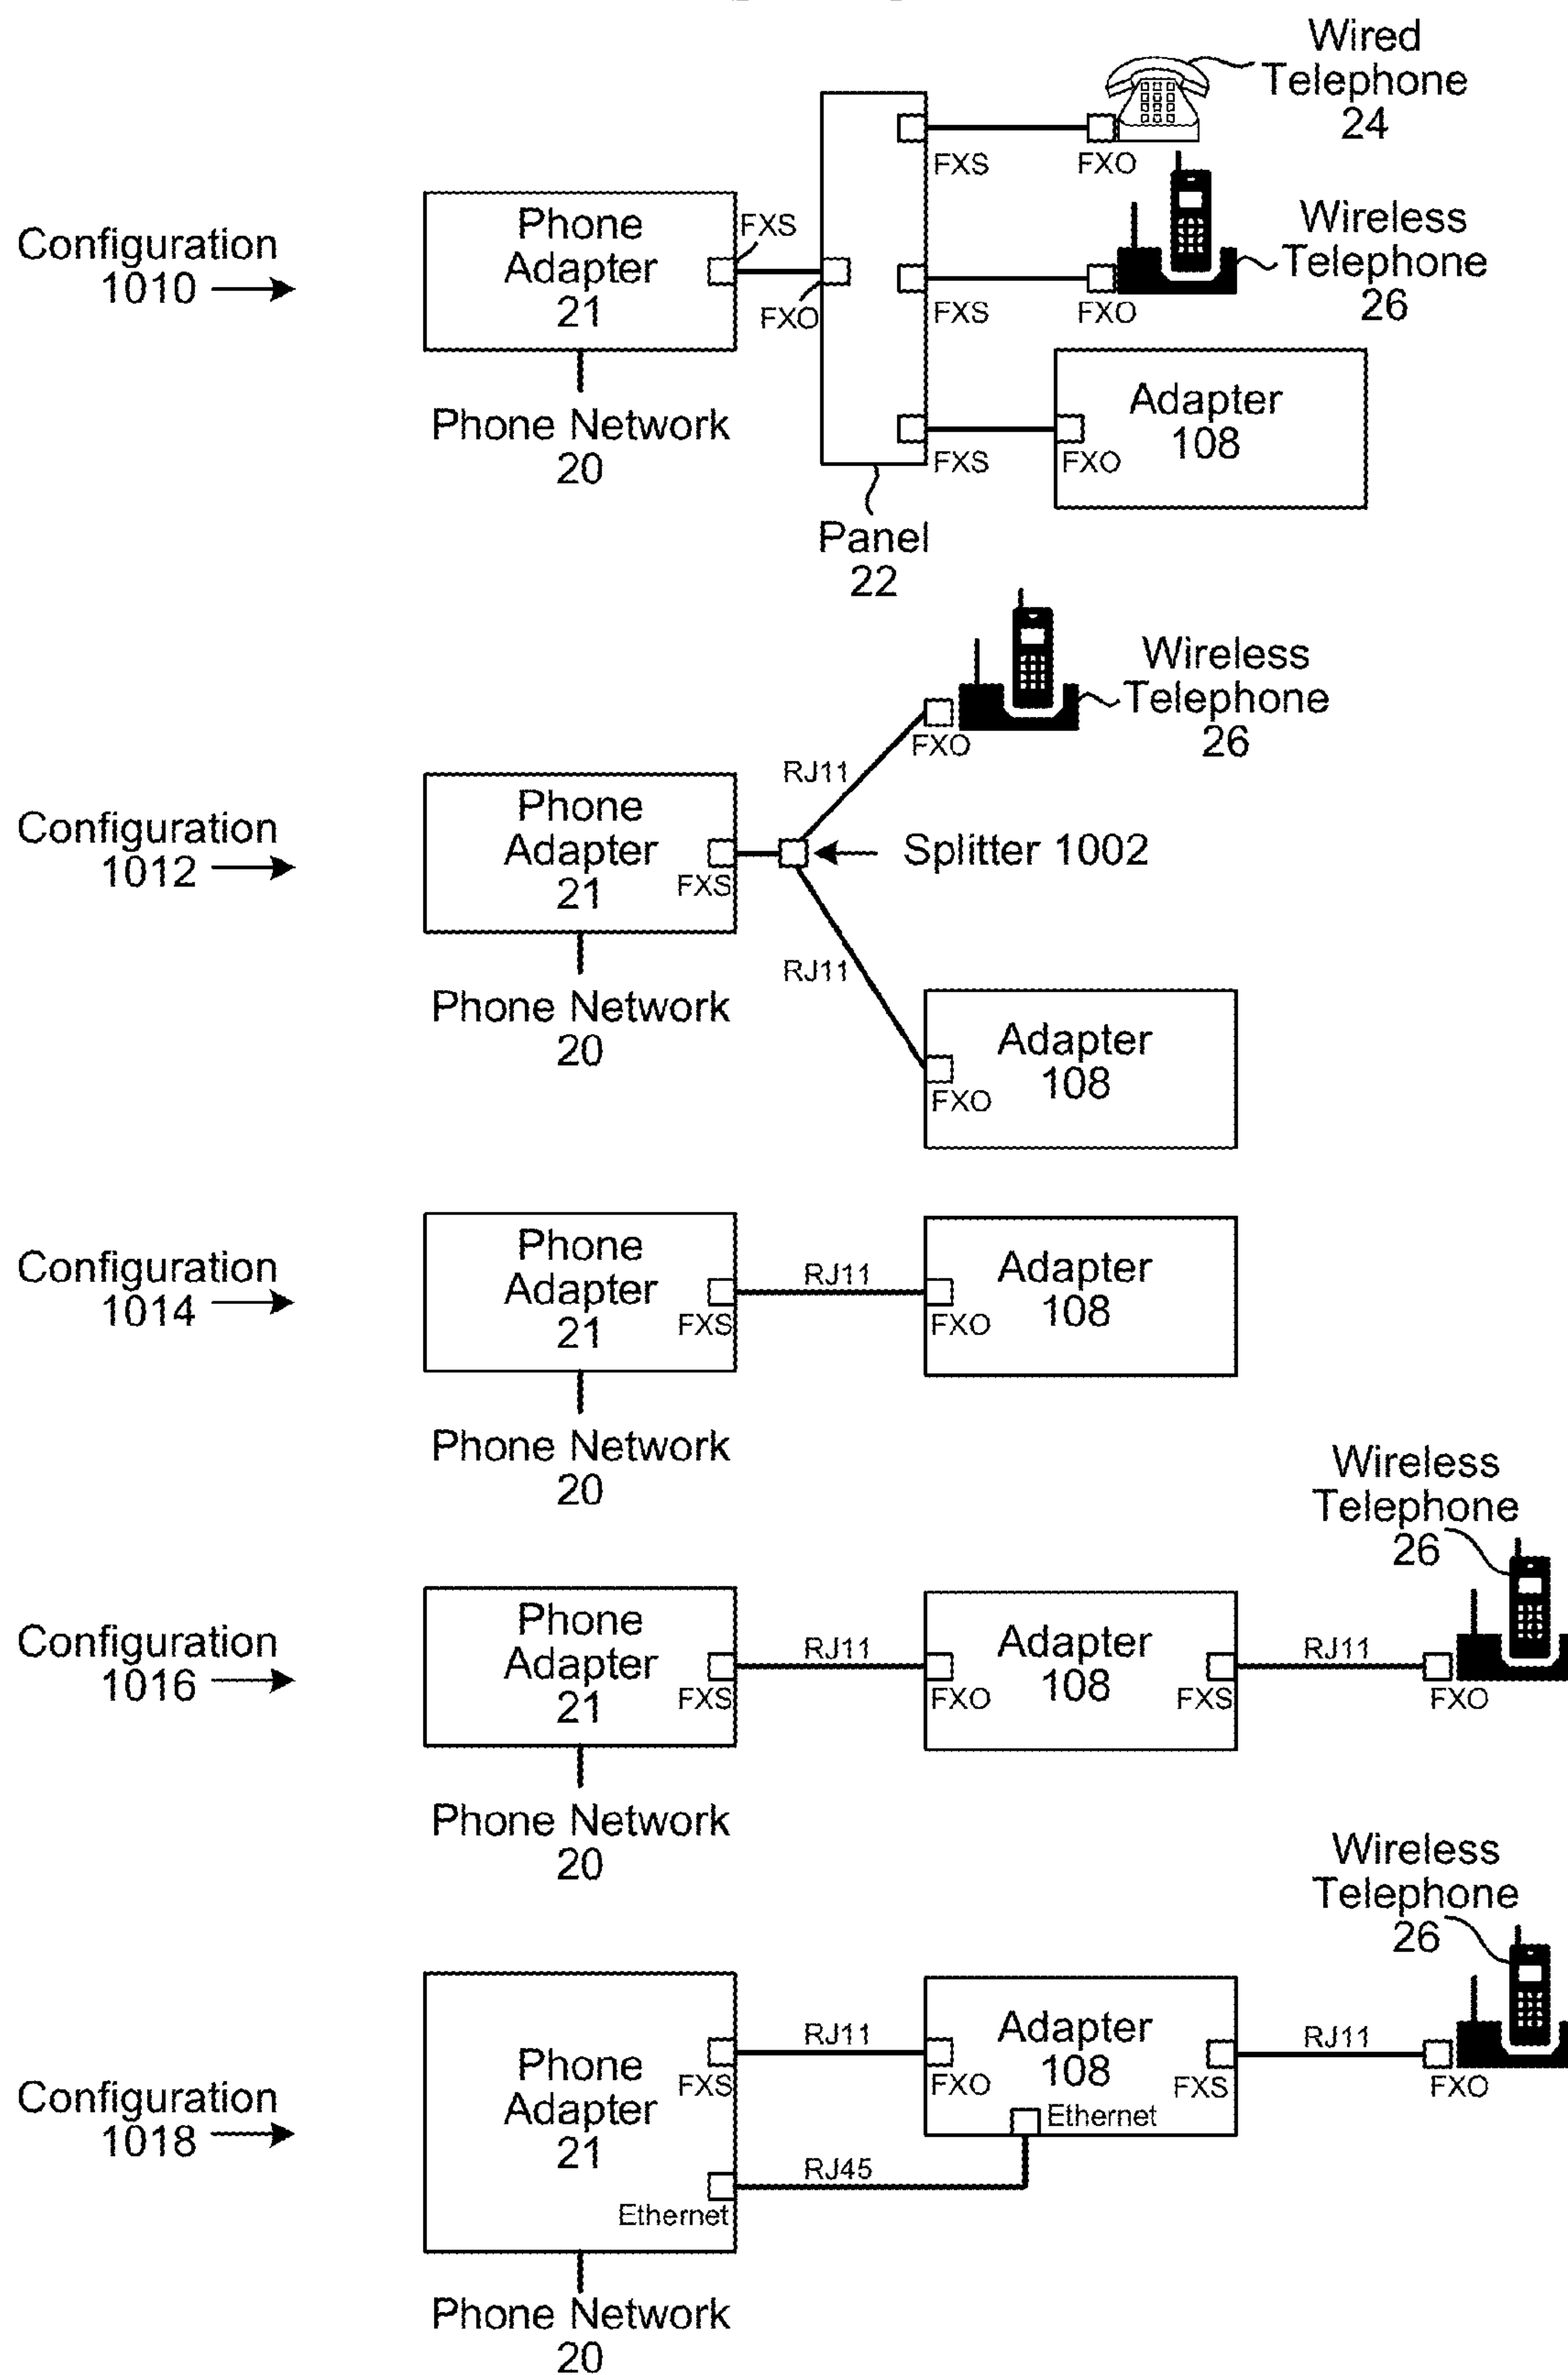 Wired
Telephone
24
FXS
FXO
Configuration
1010
Phone
Adapter
21
FXS
FXO
Wireless
Telephone
26
FXS
FXO
Phone Network
20
Adapter
108
FXS
FXO
Panel
22
Wireless
Telephone
26
FXO
RJ11
Configuration
1012
Phone
Adapter
21
FXS
Splitter 1002
RJ11
Phone Network
20
Adapter
108
FXO
Configuration
1014
Phone
Adapter
21
FXS
RJ11
Adapter
108
FXO
Phone Network
20
Wireless
Telephone
26
Configuration
1016
Phone
Adapter
21
FXS
RJ11
Adapter
108
FXO
FXS
RJ11
FXO
Phone Network
20
Wireless
Telephone
26
Configuration
1018
Phone
Adapter
21
FXS
RJ11
Adapter
108
FXO
FXS
RJ11
FXO
Ethernet
RJ45
Ethernet
Phone Network
20